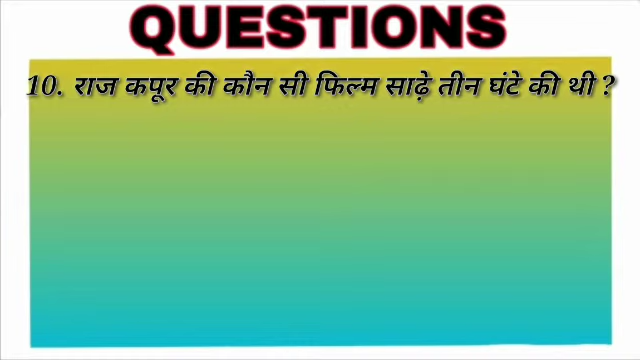 QUESTIONS
10. राज कपूर की कौन सी फिल्म साढ़े तीन घंटे की थी ?